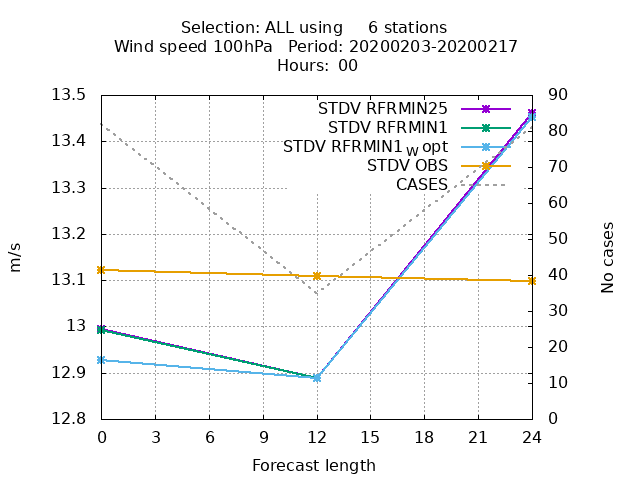 Selection: ALL using     6 stations
Wind speed 100hPa   Period: 20200203-20200217
Hours:  00
STDV RFRMIN25
STDV RFRMIN1
STDV RFRMIN1_W opt
STDV OBS
CASES
13.5
13.4
13.3
13.2
13.1
13
12.9
12.8
m/s
90
80
70
60
50
40
30
20
10
0
No cases
0 3 6 9 12 15 18 21 24
Forecast length